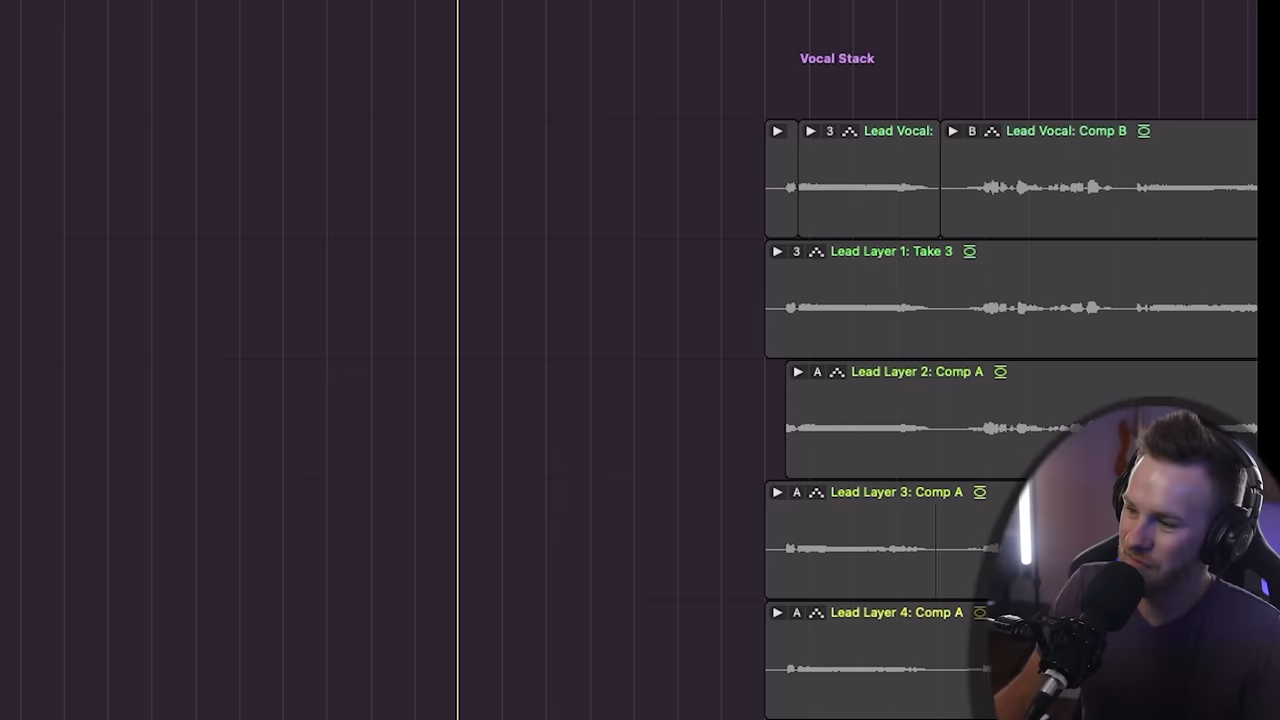 Vocal Stack
3 Lead Vocal:
B Lead Vocal: Comp B
3 Lead Layer 1: Take 3
A Lead Layer 2: Comp A
A Lead Layer 3: Comp A
A Lead Layer 4: Comp A